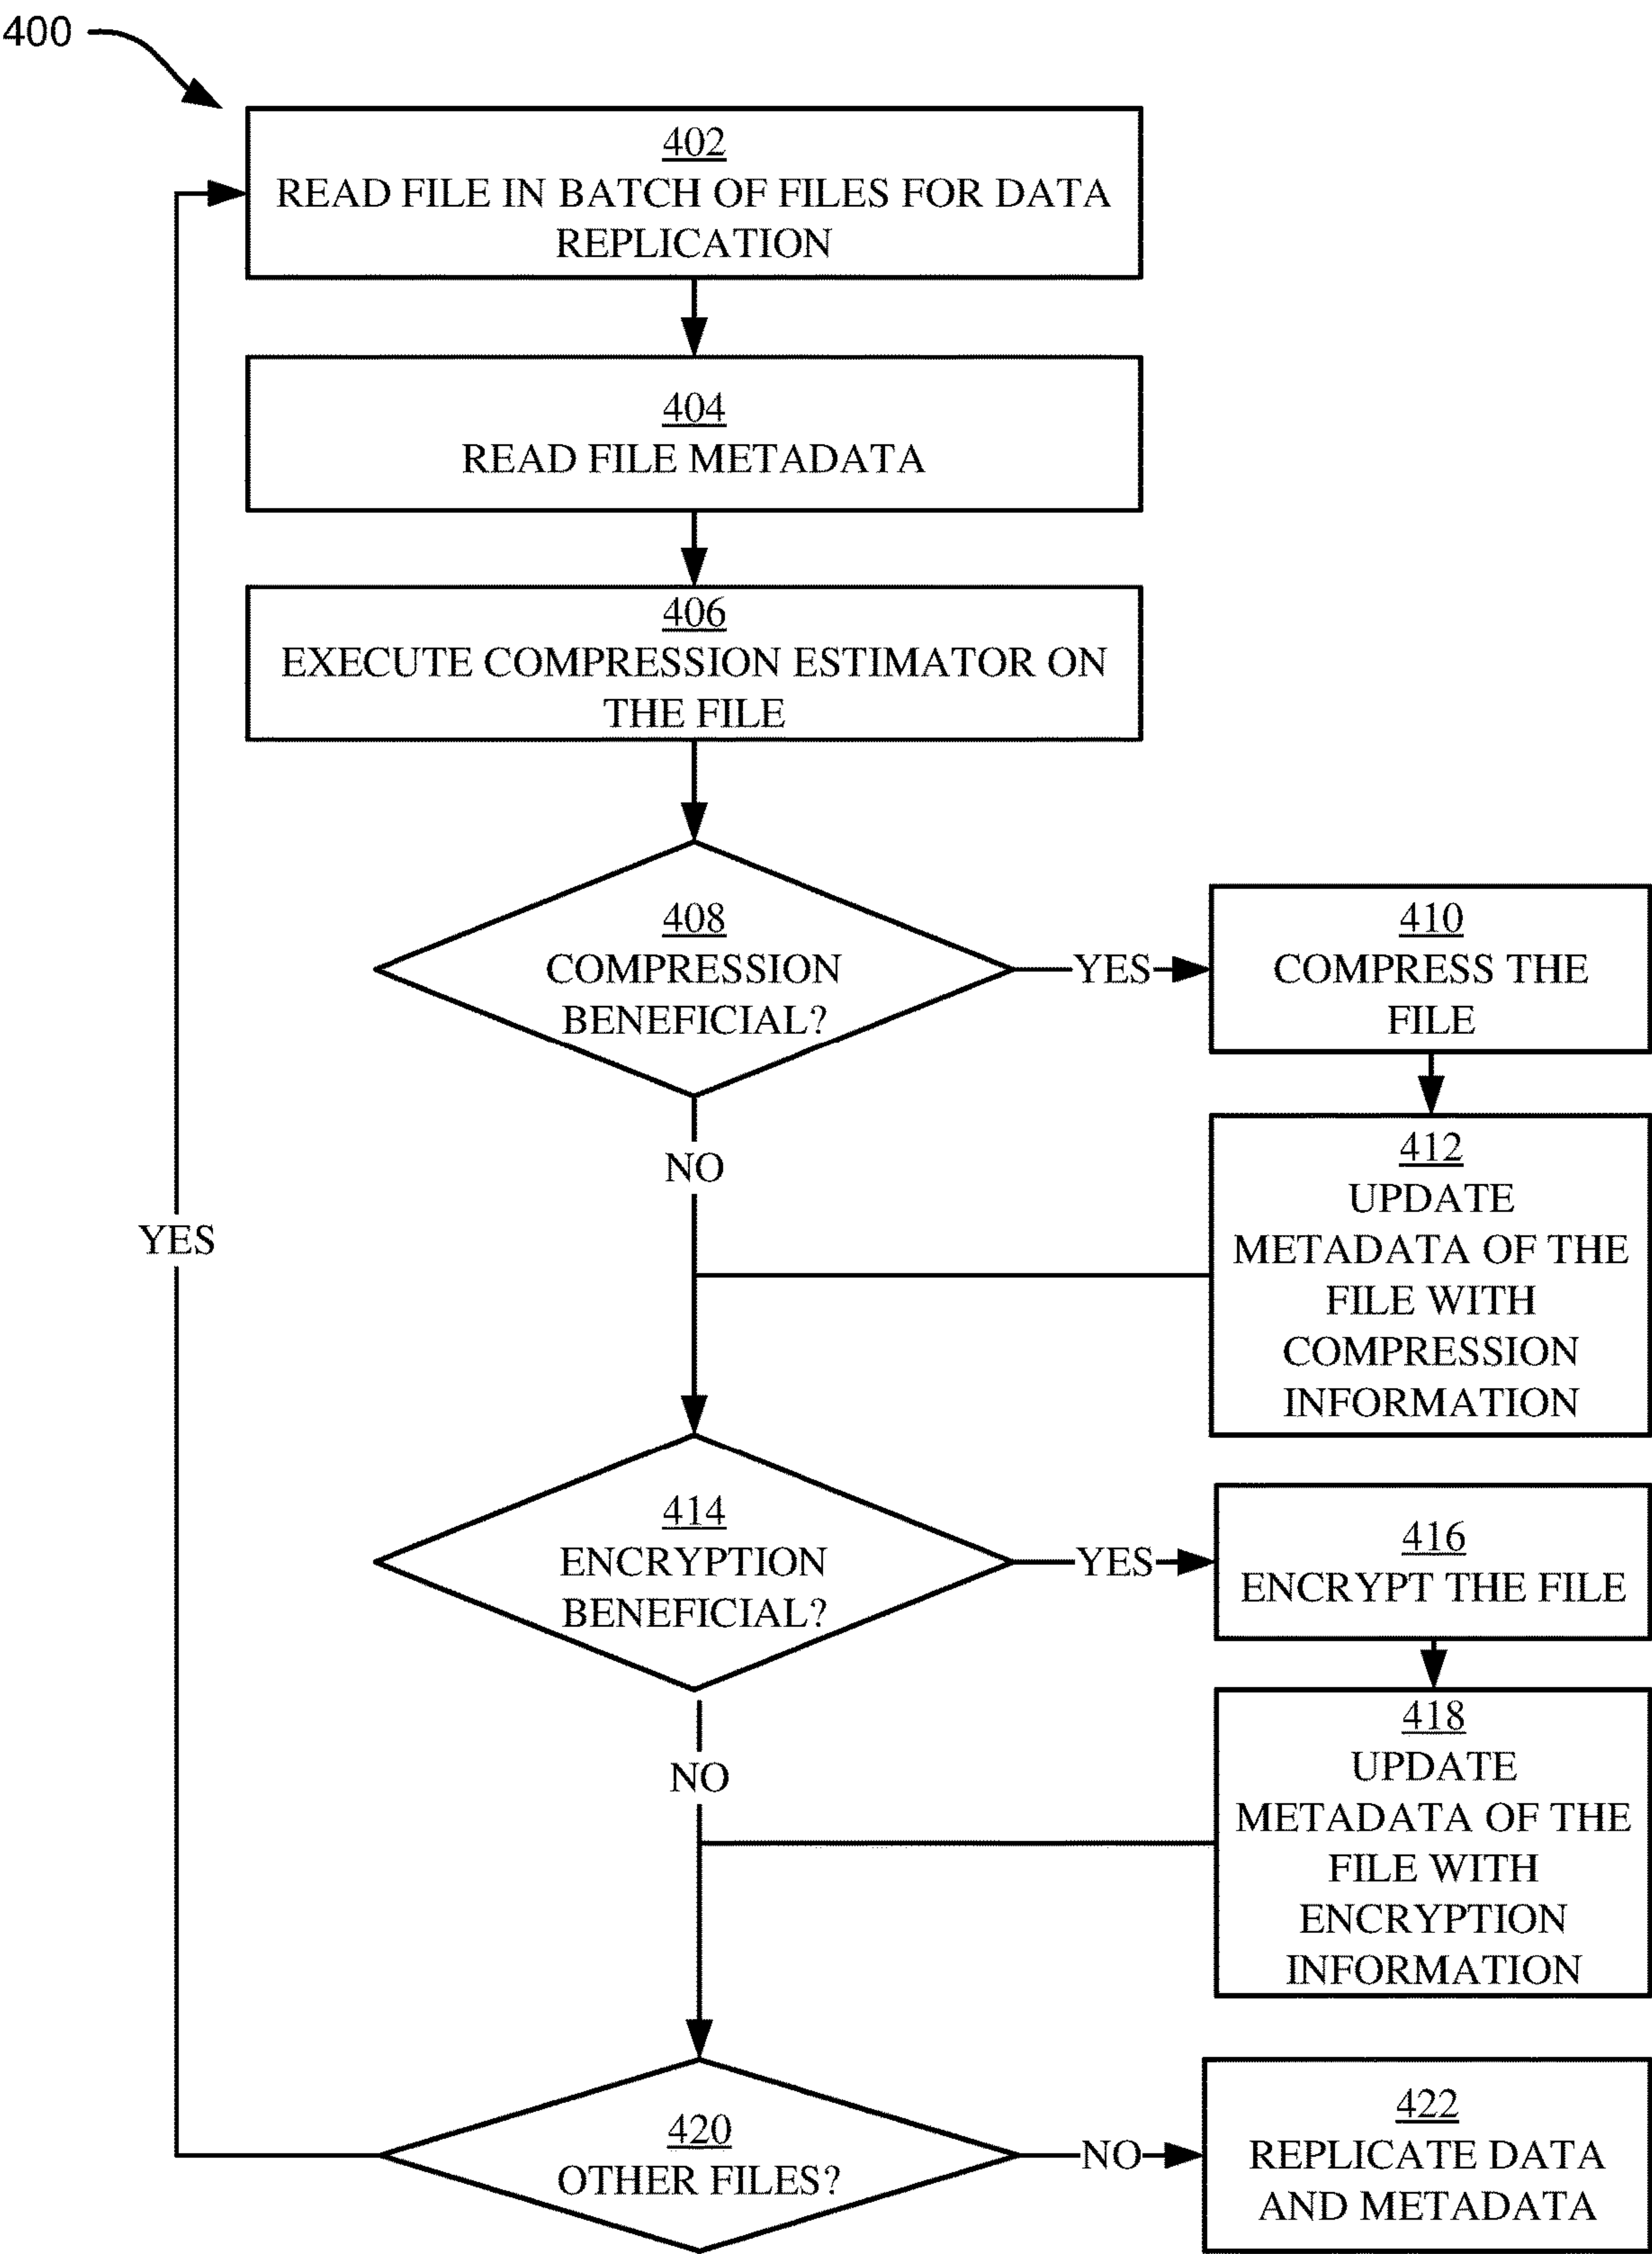 400
402
READ FILE IN BATCH OF FILES FOR DATA
REPLICATION
404
READ FILE METADATA
406
EXECUTE COMPRESSION ESTIMATOR ON
THE FILE
408
COMPRESSION
BENEFICIAL?
YES
410
COMPRESS THE
FILE
NO
412
UPDATE
METADATA OF THE
FILE WITH
COMPRESSION
INFORMATION
YES
414
ENCRYPTION
BENEFICIAL?
YES
416
ENCRYPT THE FILE
NO
418
UPDATE
METADATA OF THE
FILE WITH
ENCRYPTION
INFORMATION
420
OTHER FILES?
NO
422
REPLICATE DATA
AND METADATA